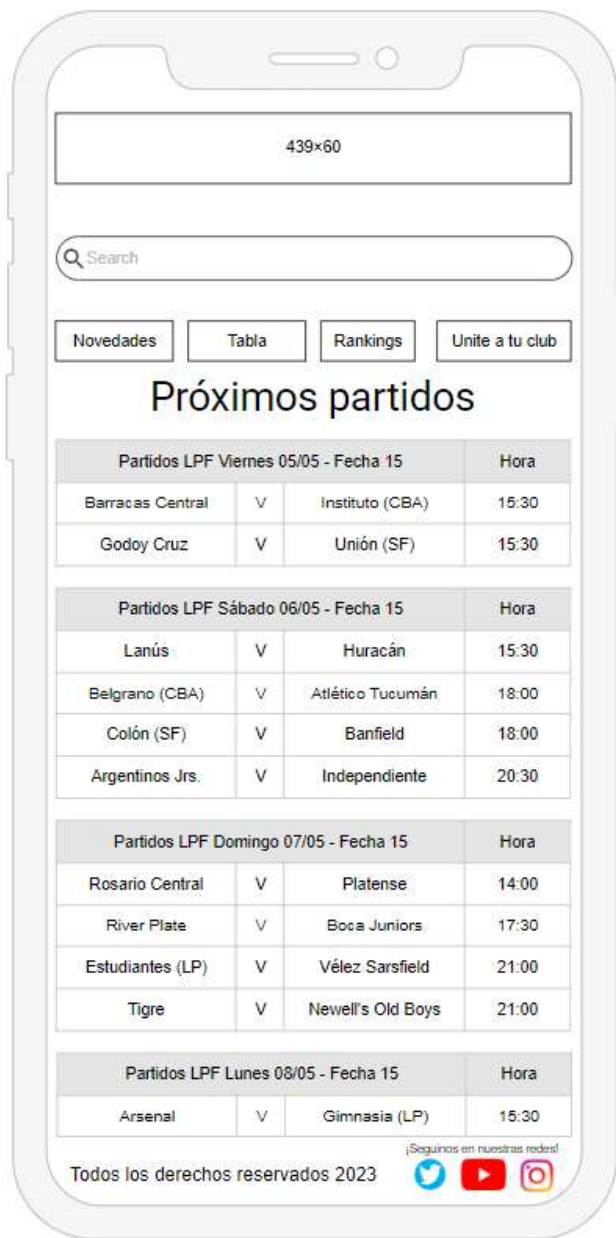 439×60
Search
Novedades Tabla Rankings Unite a tu club
Próximos partidos
Partidos LPF Viernes 05/05 - Fecha 15 Hora
Barracas Central V Instituto (CBA) 15:30
Godoy Cruz V Unión (SF) 15:30
Partidos LPF Sábado 06/05 - Fecha 15 Hora
Lanús V Huracán 15:30
Belgrano (CBA) V Atlético Tucumán 18:00
Colón (SF) V Banfield 18:00
Argentinos Jrs. V Independiente 20:30
Partidos LPF Domingo 07/05 - Fecha 15 Hora
Rosario Central V Platense 14:00
River Plate V Boca Juniors 17:30
Estudiantes (LP) V Vélez Sarsfield 21:00
Tigre V Newell's Old Boys 21:00
Partidos LPF Lunes 08/05 - Fecha 15 Hora
Arsenal V Gimnasia (LP) 15:30
¡Seguinos en nuestras redes!
Todos los derechos reservados 2023